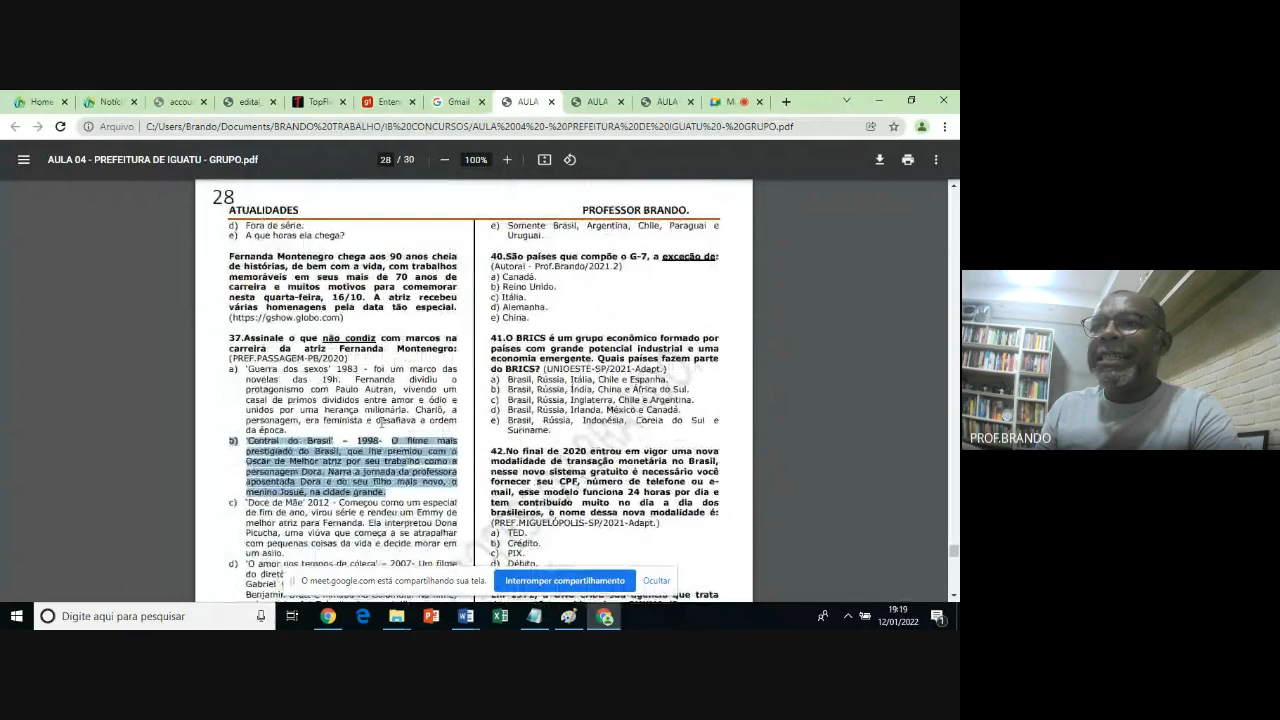 Home
Notíc
accou
edital
TopFl
Enten
Gmail
AULA
AULA
AULA
M
Arquivo
C:/Users/Brando/Documents/BRANDO%20TRABALHO/IB%20CONCURSOS/AULA%2004%20-%20PREFEITURA%20DE%20IGUATU%20-%20GRUPO.pdf
AULA 04 - PREFEITURA DE IGUATU - GRUPO.pdf
28 / 30
100%
28
ATUALIDADES
PROFESSOR BRANDO.
d) Fora de série.
e) A que horas ela chega?
Fernanda Montenegro chega aos 90 anos cheia
de histórias, de bem com a vida, com trabalhos
memoráveis em seus mais de 70 anos de
carreira e muitos motivos para comemorar
nesta quarta-feira, 16/10. A atriz recebeu
várias homenagens pela data tão especial.
(https://gshow.globo.com)
37.Assinale o que não condiz com marcos na
carreira da atriz Fernanda Montenegro:
(PREF.PASSAGEM-PB/2020)
a) 'Guerra dos sexos' 1983 - foi um marco das
novelas das 19h. Fernanda dividiu o
protagonismo com Paulo Autran, vivendo um
casal de primos divididos entre amor e ódio e
unidos por uma herança milionária. Charlô, a
personagem, era feminista e desafiava a ordem
da época.
b) 'Central do Brasil' – 1998- O filme mais
prestigiado do Brasil, que lhe premiou com o
Oscar de Melhor atriz por seu trabalho como a
personagem Dora. Narra a jornada da professora
aposentada Dora e do seu filho mais novo, o
menino Josué, na cidade grande.
c) 'Doce de Mãe' 2012 - Começou como um especial
de fim de ano, virou série e rendeu um Emmy de
melhor atriz para Fernanda. Ela interpretou Dona
Picucha, uma viúva que começa a se atrapalhar
com pequenas coisas da vida e decide morar em
um asilo.
d) 'O amor nos tempos de cólera' – 2007- Um filme
do diret
Gabriel
Benjamin
e) Somente Brasil, Argentina, Chile, Paraguai e
Uruguai.
40.São países que compõe o G-7, a exceção de:
(Autoral - Prof.Brando/2021.2)
a) Canadá.
b) Reino Unido.
c) Itália.
d) Alemanha.
e) China.
41.O BRICS é um grupo econômico formado por
países com grande potencial industrial e uma
economia emergente. Quais países fazem parte
do BRICS? (UNIOESTE-SP/2021-Adapt.)
a) Brasil, Rússia, Itália, Chile e Espanha.
b) Brasil, Rússia, Índia, China e África do Sul.
c) Brasil, Rússia, Inglaterra, Chile e Argentina.
d) Brasil, Rússia, Irlanda, México e Canadá.
e) Brasil, Rússia, Indonésia, Coreia do Sul e
Suriname.
42.No final de 2020 entrou em vigor uma nova
modalidade de transação monetária no Brasil,
nesse novo sistema gratuito é necessário você
fornecer seu CPF, número de telefone ou e-
mail, esse modelo funciona 24 horas por dia e
tem contribuído muito no dia a dia dos
brasileiros, o nome dessa nova modalidade é:
(PREF.MIGUELÓPOLIS-SP/2021-Adapt.)
a) TED.
b) Crédito.
c) PIX.
d) Débito.
O meet.google.com está compartilhando sua tela.
Interromper compartilhamento
Ocultar
PROF.BRANDO
Digite aqui para pesquisar
19:19
12/01/2022